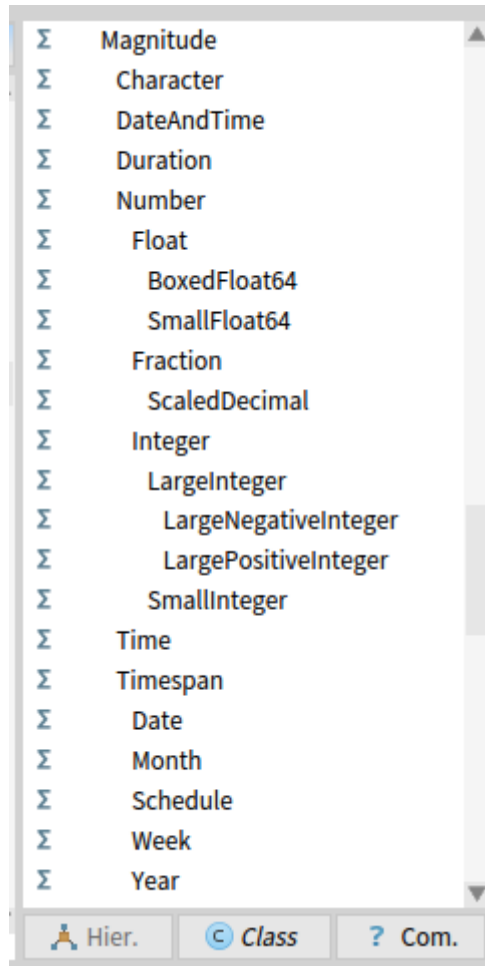 Σ Magnitude
Σ Character
Σ DateAndTime
Σ Duration
Σ Number
Σ Float
Σ BoxedFloat64
Σ SmallFloat64
Σ Fraction
Σ ScaledDecimal
Σ Integer
Σ LargeInteger
Σ LargeNegativeInteger
Σ LargePositiveInteger
Σ SmallInteger
Σ Time
Σ Timespan
Σ Date
Σ Month
Σ Schedule
Σ Week
Σ Year
Hier. C Class ? Com.